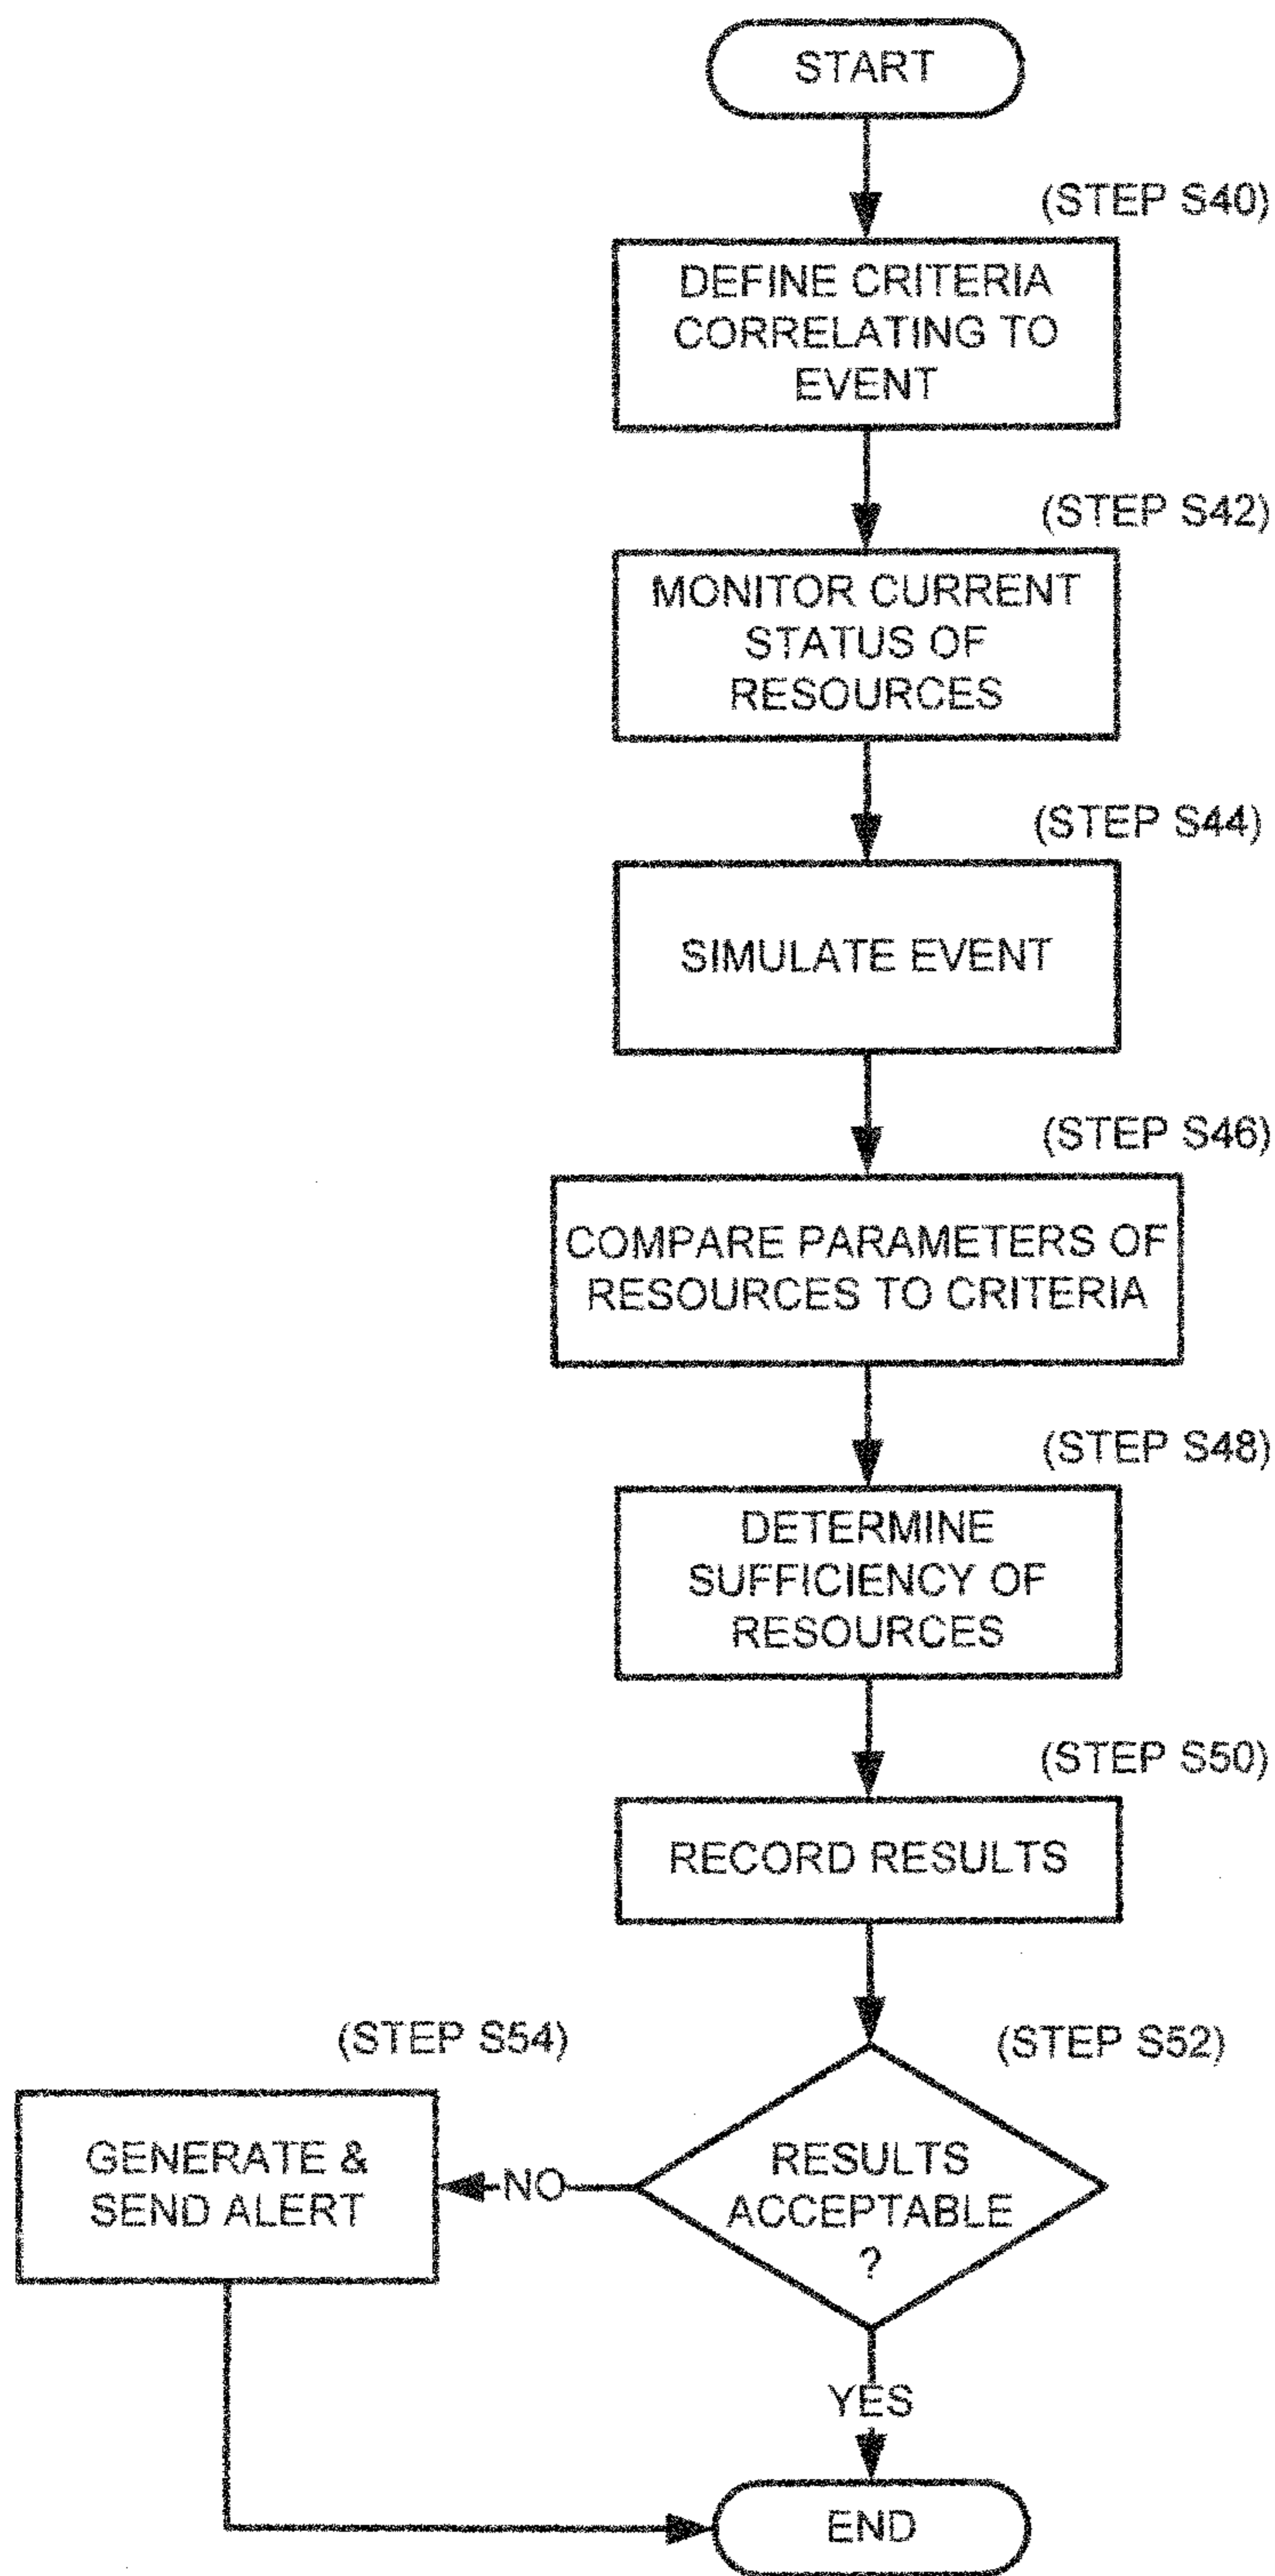 START
(STEP S40)
DEFINE CRITERIA
CORRELATING TO
EVENT
(STEP S42)
MONITOR CURRENT
STATUS OF
RESOURCES
(STEP S44)
SIMULATE EVENT
(STEP S46)
COMPARE PARAMETERS OF
RESOURCES TO CRITERIA
(STEP S48)
DETERMINE
SUFFICIENCY OF
RESOURCES
(STEP S50)
RECORD RESULTS
(STEP S54)
(STEP S52)
GENERATE &
SEND ALERT
NO
RESULTS
ACCEPTABLE
?
YES
END